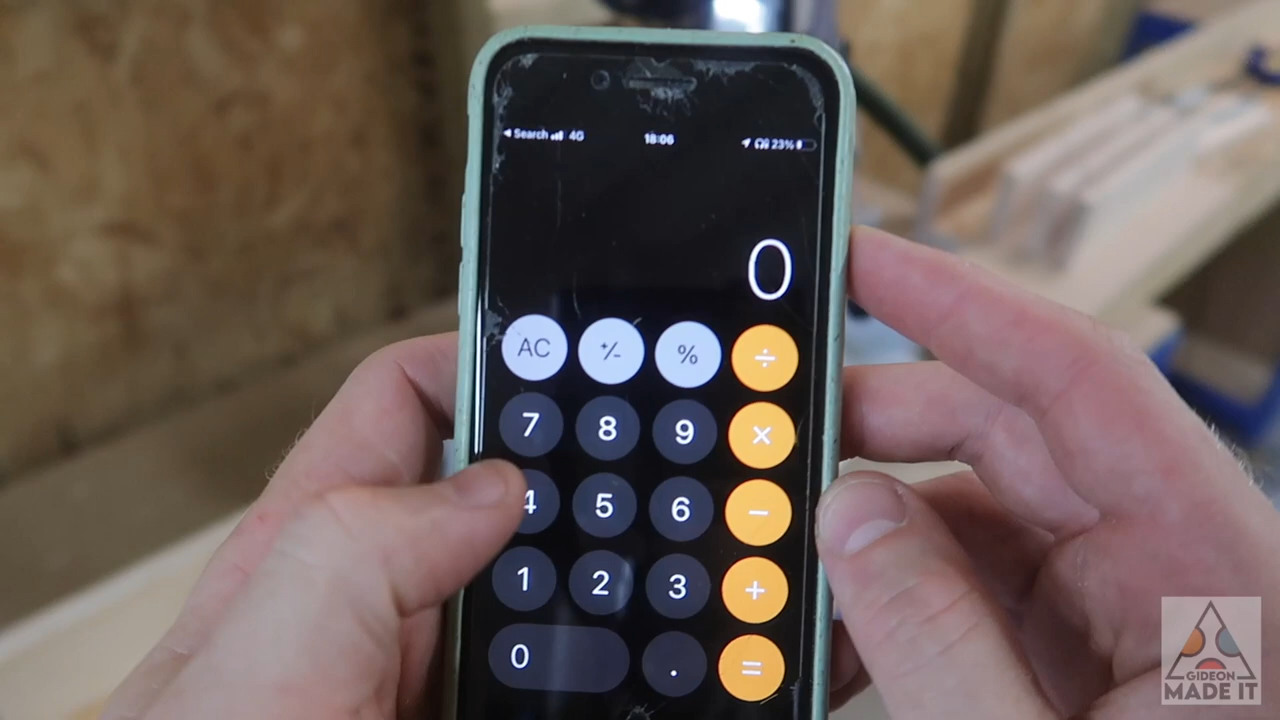 ◀ Search 4G 18:06 23%
0
AC +/- % ÷
7 8 9 ×
4 5 6 −
1 2 3 +
0 . =
GIDEON
MADE IT